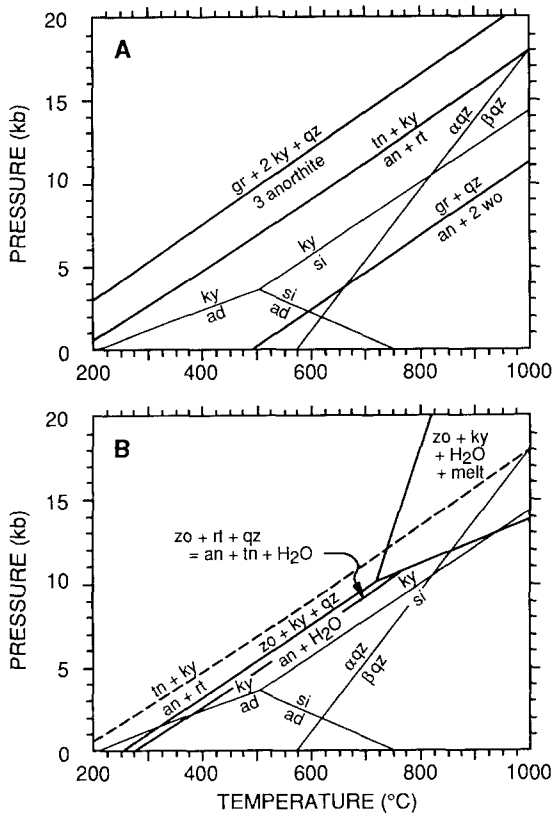 20
15
10
5
0
PRESSURE (kb)
A
gr + 2 ky + qz
3 anorthite
tn + ky
an + rt
αqz
βqz
ky
si
gr + qz
an + 2 wo
ky
ad
si
ad
200
400
600
800
1000
20
15
10
5
0
PRESSURE (kb)
B
zo + ky
+ H2O
+ melt
zo + rt + qz
= an + tn + H2O
tn + ky
an + rt
zo + ky + qz
an + H2O
ky
si
ky
ad
si
ad
αqz
βqz
200
400
600
800
1000
TEMPERATURE (°C)